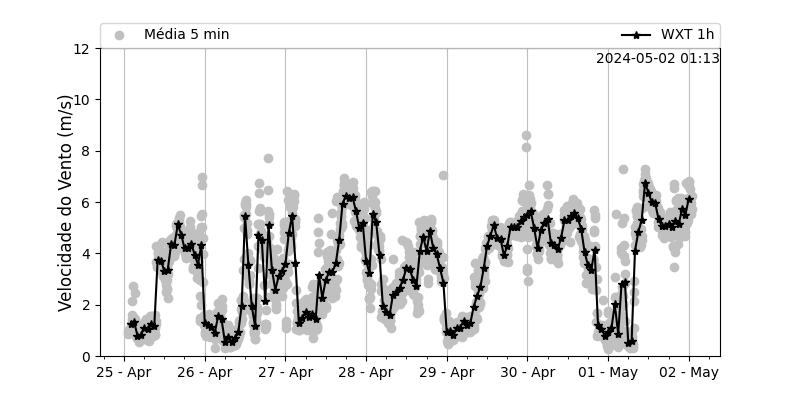 Média 5 min
WXT 1h
2024-05-02 01:13
Velocidade do Vento (m/s)
12
10
8
6
4
2
0
25 - Apr 26 - Apr 27 - Apr 28 - Apr 29 - Apr 30 - Apr 01 - May 02 - May